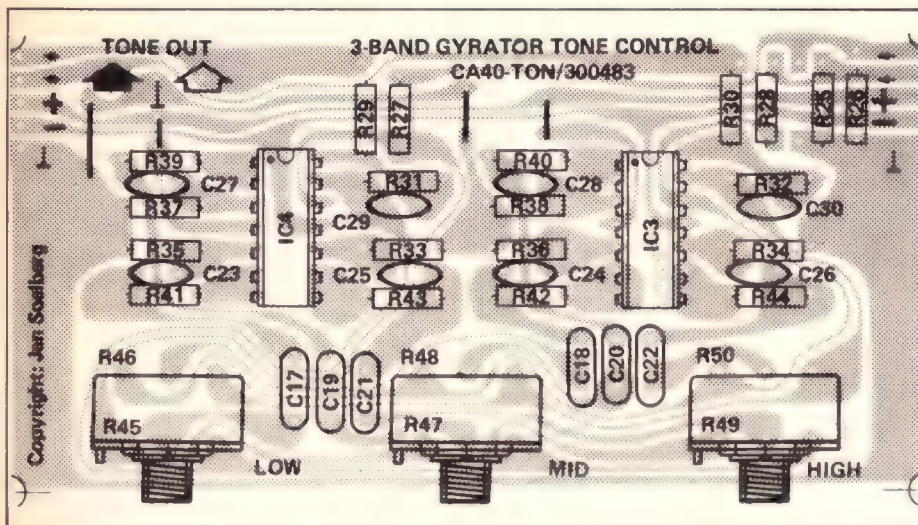 TONE OUT
3-BAND GYRATOR TONE CONTROL
CA40-TON/300483
+
-
R29
R27
R30
R28
R25
R26
R39
C27
R37
R35
C23
R41
IC4
R31
C29
R33
C25
R43
R40
C28
R38
R36
C24
R42
IC3
R32
C30
R34
C26
R44
Copyright: Jan Soelberg
R46
R45
LOW
C17
C19
C21
R48
R47
MID
C18
C20
C22
R50
R49
HIGH